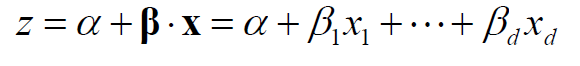 z = α + β · x = α + β₁x₁ + ··· + β_d x_d